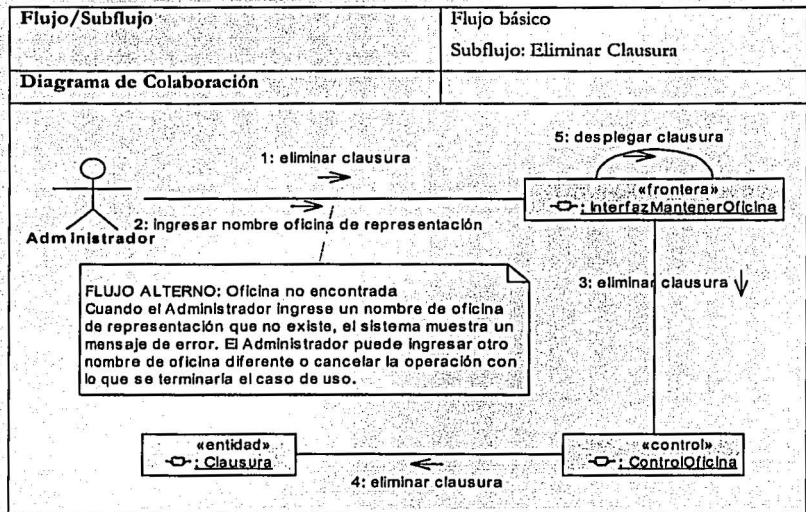 Flujo/Subflujo
Flujo básico
Subflujo: Eliminar Clausura
Diagrama de Colaboración
5: desplegar clausura
1: eliminar clausura
«frontera»
: InterfazMantenerOficina
2: ingresar nombre oficina de representación
Administrador
3: eliminar clausura
FLUJO ALTERNO: Oficina no encontrada
Cuando el Administrador ingrese un nombre de oficina
de representación que no existe, el sistema muestra un
mensaje de error. El Administrador puede ingresar otro
nombre de oficina diferente o cancelar la operación con
lo que se terminaría el caso de uso.
«entidad»
: Clausura
«control»
: ControlOficina
4: eliminar clausura